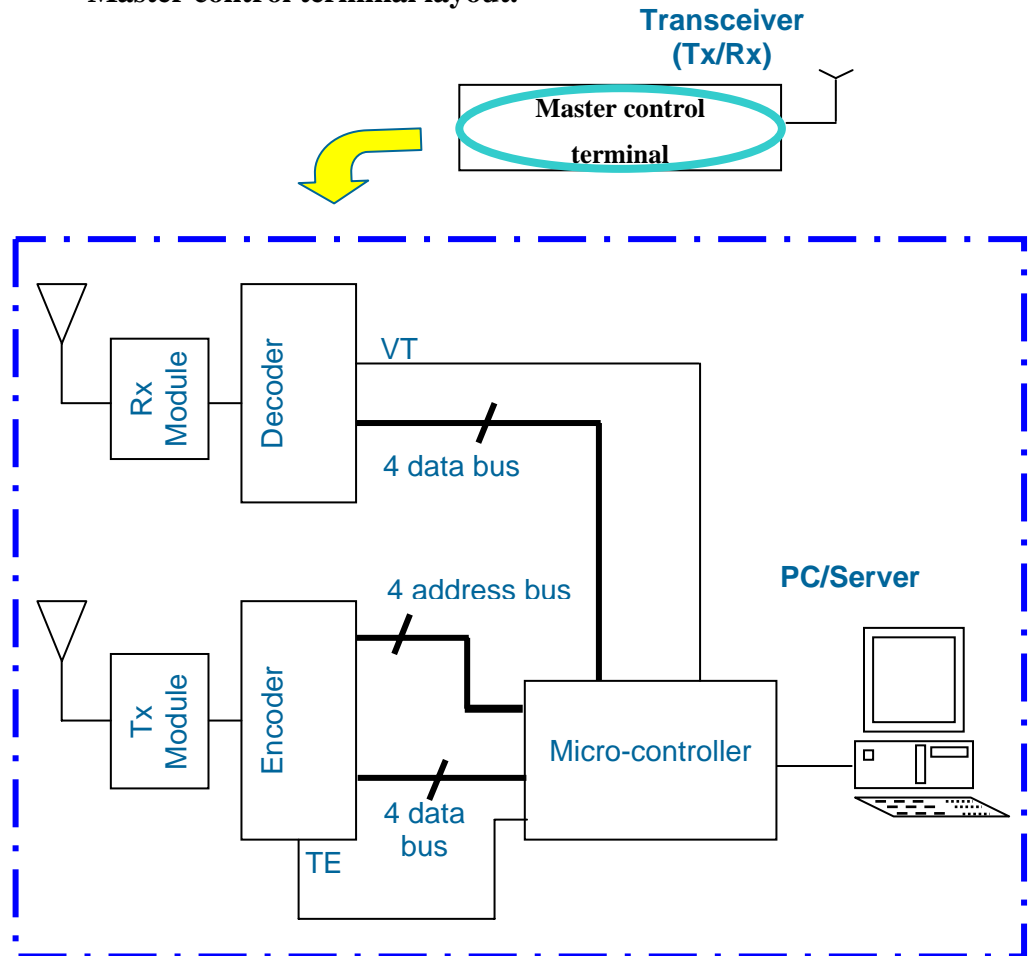 Master control terminal layout.
Transceiver
(Tx/Rx)
Master control
terminal
Rx
Module
Decoder
VT
4 data bus
4 address bus
PC/Server
Tx
Module
Encoder
Micro-controller
4 data
bus
TE